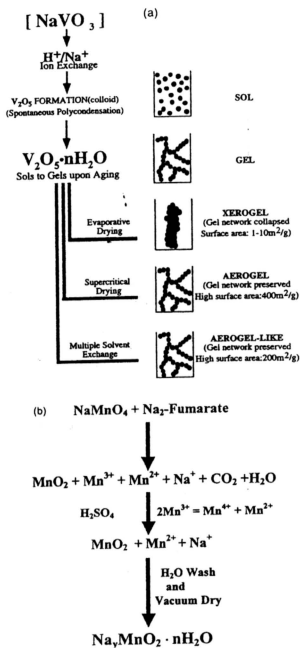 (a)
[ NaVO₃ ]
H⁺/Na⁺
Ion Exchange
V₂O₅ FORMATION(colloid)
(Spontaneous Polycondensation)
SOL
V₂O₅•nH₂O
Sols to Gels upon Aging
GEL
Evaporative
Drying
XEROGEL
(Gel network collapsed
Surface area: 1-10m²/g)
Supercritical
Drying
AEROGEL
(Gel network preserved
High surface area:400m²/g)
Multiple Solvent
Exchange
AEROGEL-LIKE
(Gel network preserved
High surface area:200m²/g)
(b)
NaMnO₄ + Na₂-Fumarate
MnO₂ + Mn³⁺ + Mn²⁺ + Na⁺ + CO₂ +H₂O
H₂SO₄
2Mn³⁺ = Mn⁴⁺ + Mn²⁺
MnO₂ + Mn²⁺ + Na⁺
H₂O Wash
and
Vacuum Dry
NaᵧMnO₂ · nH₂O